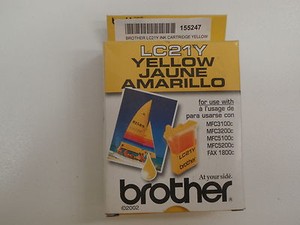 155247
BROTHER LC21Y INK CARTRIDGE YELLOW
LC21Y
YELLOW
JAUNE
AMARILLO
for use with
à l'usage de
para usarse con
MFC3100c
MFC3200c
MFC5100c
MFC5200c
FAX 1800c
LC21Y
At your side.
brother
©2002